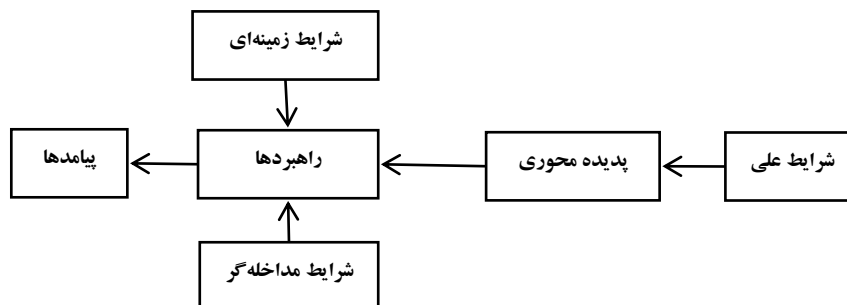 شرایط زمینه‌ای
شرایط علی
پدیده محوری
راهبردها
پیامدها
شرایط مداخله‌گر